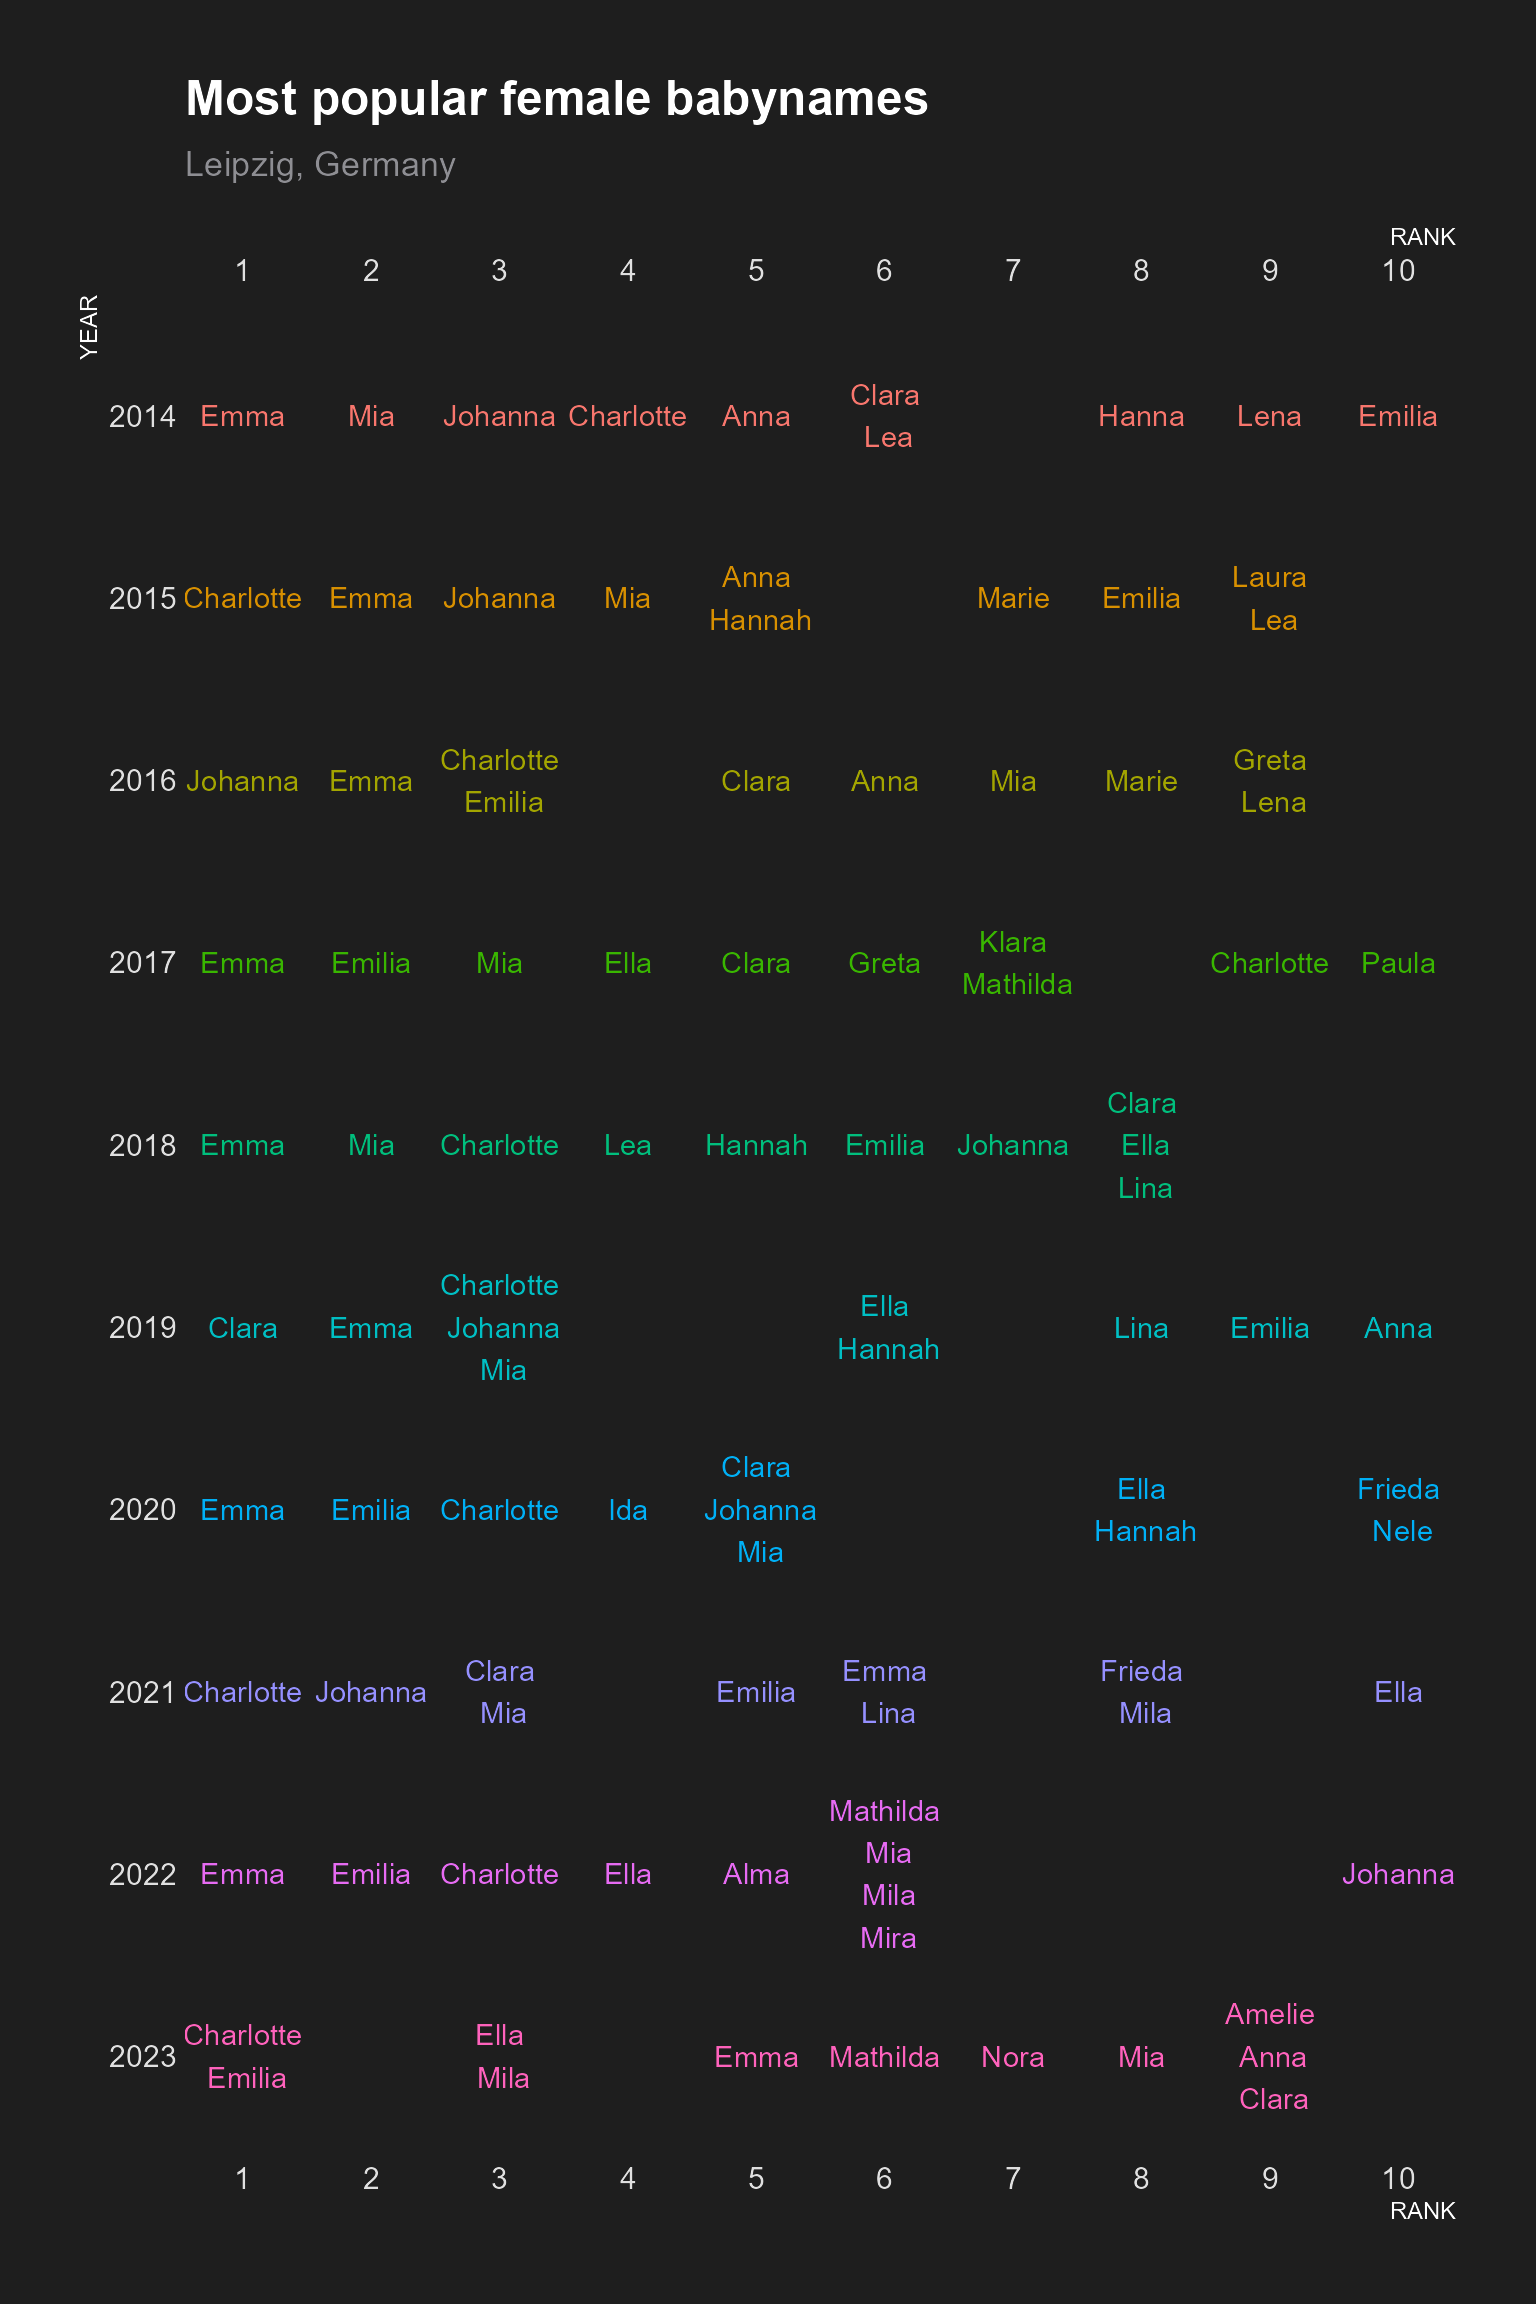 Most popular female babynames
Leipzig, Germany
RANK
1 2 3 4 5 6 7 8 9 10
YEAR
2014 Emma Mia Johanna Charlotte Anna Clara Lea Hanna Lena Emilia
2015 Charlotte Emma Johanna Mia Anna Hannah Marie Emilia Laura Lea
2016 Johanna Emma Charlotte Emilia Clara Anna Mia Marie Greta Lena
2017 Emma Emilia Mia Ella Clara Greta Klara Mathilda Charlotte Paula
2018 Emma Mia Charlotte Lea Hannah Emilia Johanna Clara Ella Lina
2019 Clara Emma Charlotte Johanna Mia Ella Hannah Lina Emilia Anna
2020 Emma Emilia Charlotte Ida Clara Johanna Mia Ella Hannah Frieda Nele
2021 Charlotte Johanna Clara Mia Emilia Emma Lina Frieda Mila Ella
2022 Emma Emilia Charlotte Ella Alma Mathilda Mia Mila Mira Johanna
2023 Charlotte Emilia Ella Mila Emma Mathilda Nora Mia Amelie Anna Clara
1 2 3 4 5 6 7 8 9 10
RANK